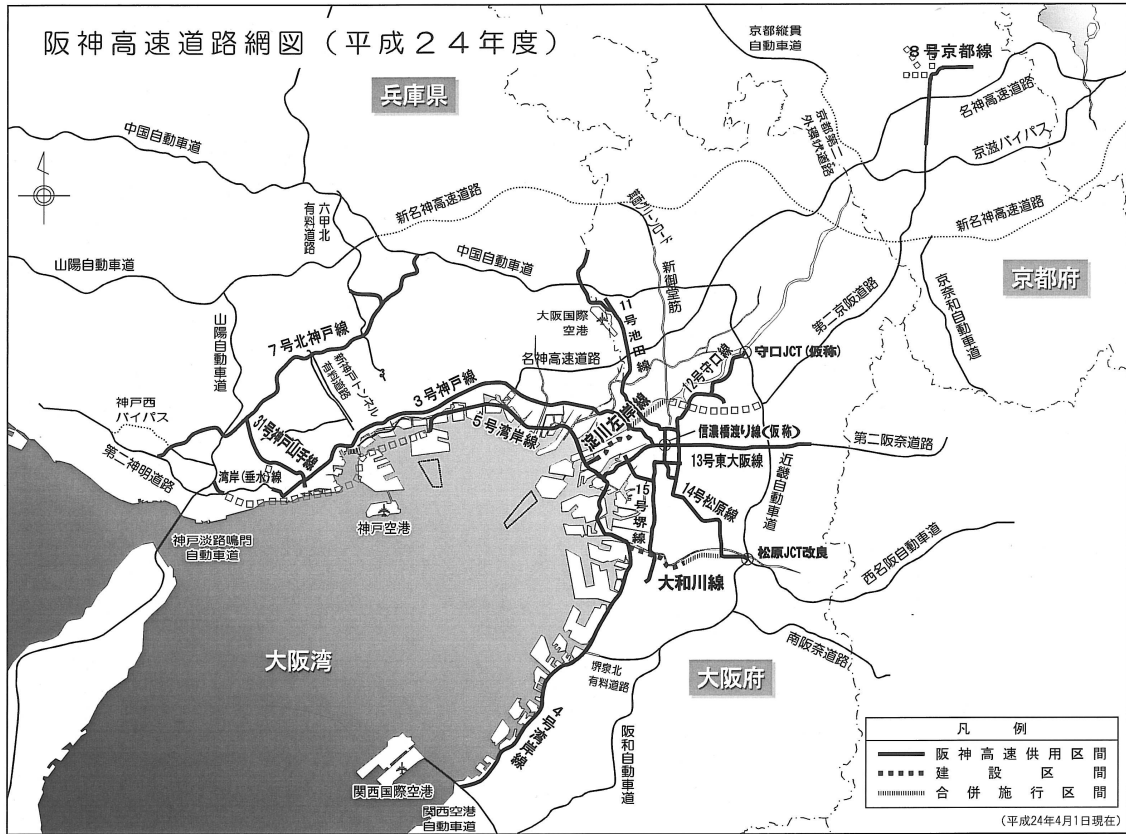 阪神高速道路網図（平成２４年度）
兵庫県
京都縦貫
自動車道
８号京都線
名神高速道路
京滋バイパス
京都第二
外環状道路
中国自動車道
六甲北
有料道路
新名神高速道路
箕面グリーンロード
新名神高速道路
山陽自動車道
中国自動車道
新御堂筋
第二京阪道路
京都府
京奈和自動車道
山陽自動車道
大阪国際
空港
11号池田線
7号北神戸線
新神戸トンネル
有料道路
名神高速道路
12号守口線
守口JCT(仮称)
3号神戸線
神戸西
バイパス
5号湾岸線
淀川左岸線
信濃橋渡り線(仮称)
31号神戸山手線
第二阪奈道路
第二神明道路
湾岸(垂水)線
13号東大阪線
近畿自動車道
15号堺線
14号松原線
神戸空港
神戸淡路鳴門
自動車道
松原JCT改良
西名阪自動車道
大和川線
大阪湾
南阪奈道路
堺泉北
有料道路
大阪府
4号湾岸線
阪和自動車道
関西国際空港
関西空港
自動車道
凡例
阪神高速供用区間
建設区間
合併施行区間
(平成24年4月1日現在)